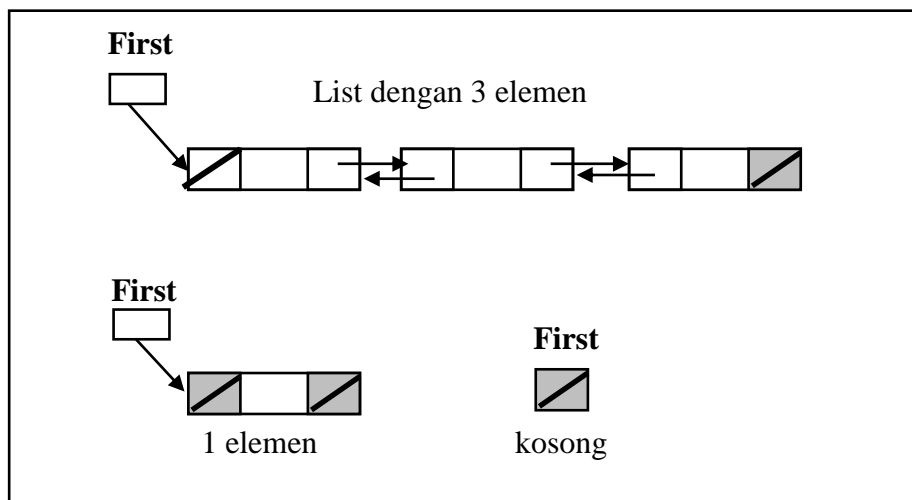 First
List dengan 3 elemen
First
First
1 elemen
kosong